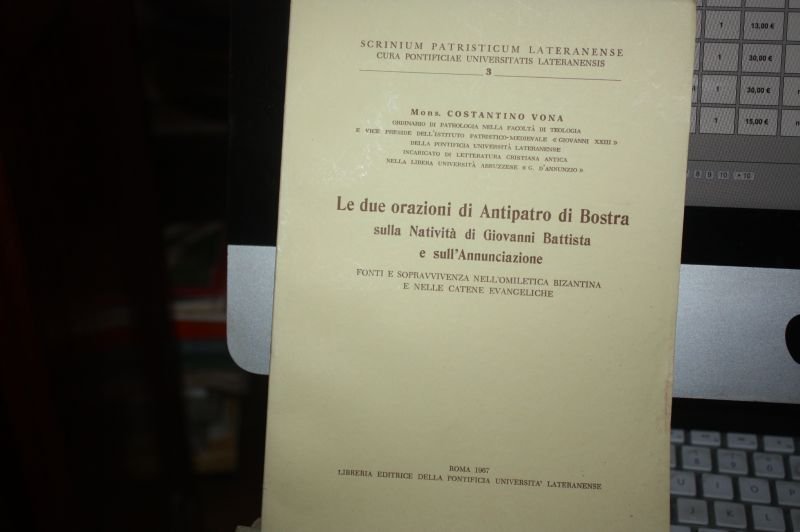 SCRINIUM PATRISTICUM LATERANENSE
CURA PONTIFICIAE UNIVERSITATIS LATERANENSIS
3
Mons. COSTANTINO VONA
ORDINARIO DI PATROLOGIA NELLA FACOLTÀ DI TEOLOGIA
E VICE PRESIDE DELL'ISTITUTO PATRISTICO-MEDIEVALE « GIOVANNI XXIII »
DELLA PONTIFICIA UNIVERSITÀ LATERANENSE
INCARICATO DI LETTERATURA CRISTIANA ANTICA
NELLA LIBERA UNIVERSITÀ ABRUZZESE « G. D'ANNUNZIO »
Le due orazioni di Antipatro di Bostra
sulla Natività di Giovanni Battista
e sull'Annunciazione
FONTI E SOPRAVVIVENZA NELL'OMILETICA BIZANTINA
E NELLE CATENE EVANGELICHE
ROMA 1967
LIBRERIA EDITRICE DELLA PONTIFICIA UNIVERSITA' LATERANENSE
1 13,00 €
1 30,00 €
1 30,00 €
1 15,00 €
8 9 10 +10
U I O P